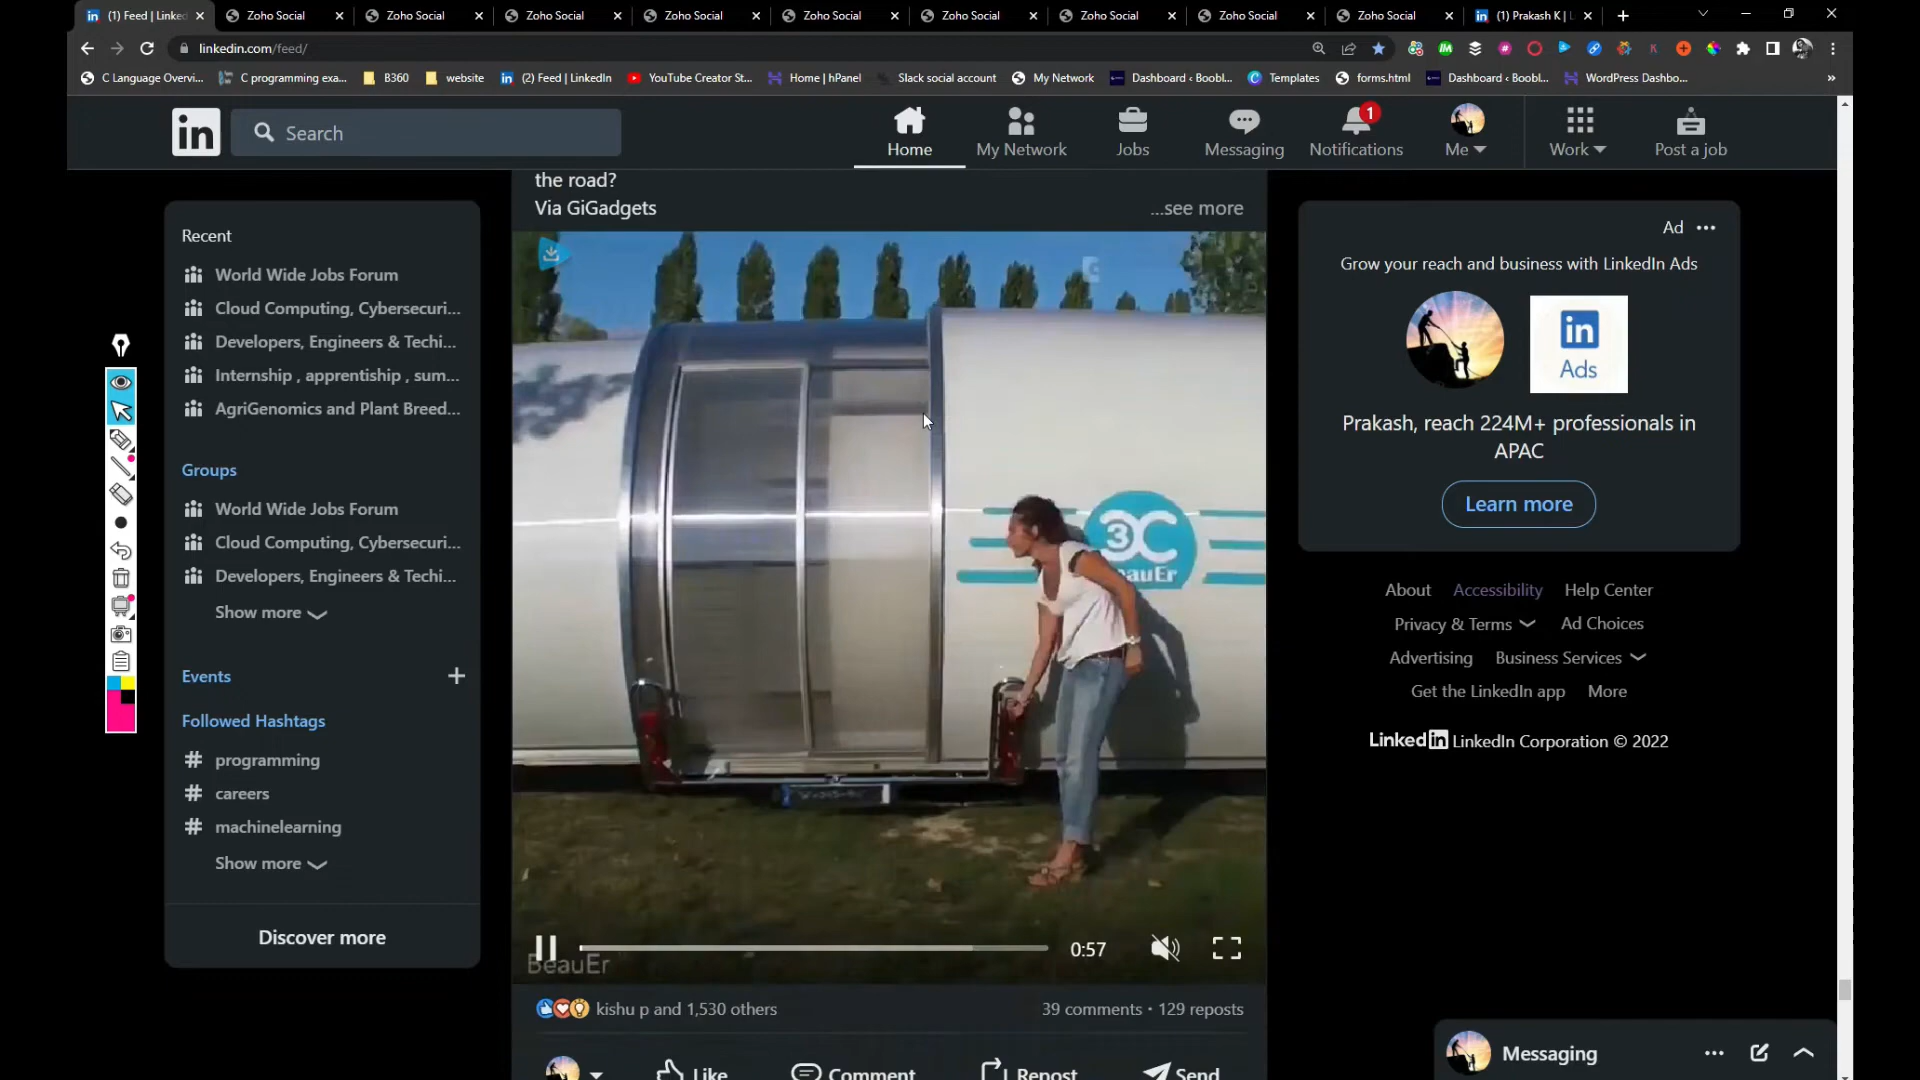 (1) Feed | Linked
Zoho Social
Zoho Social
Zoho Social
Zoho Social
Zoho Social
Zoho Social
Zoho Social
Zoho Social
Zoho Social
(1) Prakash K | L
linkedin.com/feed/
C Language Overvi...
C programming exa...
B360
website
(2) Feed | LinkedIn
YouTube Creator St...
Home | hPanel
Slack social account
My Network
Dashboard ‹ Boobl...
Templates
forms.html
Dashboard ‹ Boobl...
WordPress Dashbo...
»
in
Search
Home
My Network
Jobs
Messaging
1
Notifications
Me
Work
Post a job
Recent
World Wide Jobs Forum
Cloud Computing, Cybersecuri...
Developers, Engineers & Techi...
Internship , apprentiship , sum...
AgriGenomics and Plant Breed...
Groups
World Wide Jobs Forum
Cloud Computing, Cybersecuri...
Developers, Engineers & Techi...
Show more
Events
Followed Hashtags
# programming
# careers
# machinelearning
Show more
Discover more
the road?
Via GiGadgets
...see more
3C
auEr
0:57
BeauEr
kishu p and 1,530 others
39 comments • 129 reposts
Like
Comment
Repost
Send
Ad
Grow your reach and business with LinkedIn Ads
in
Ads
Prakash, reach 224M+ professionals in
APAC
Learn more
About
Accessibility
Help Center
Privacy & Terms
Ad Choices
Advertising
Business Services
Get the LinkedIn app
More
Linked in LinkedIn Corporation © 2022
Messaging